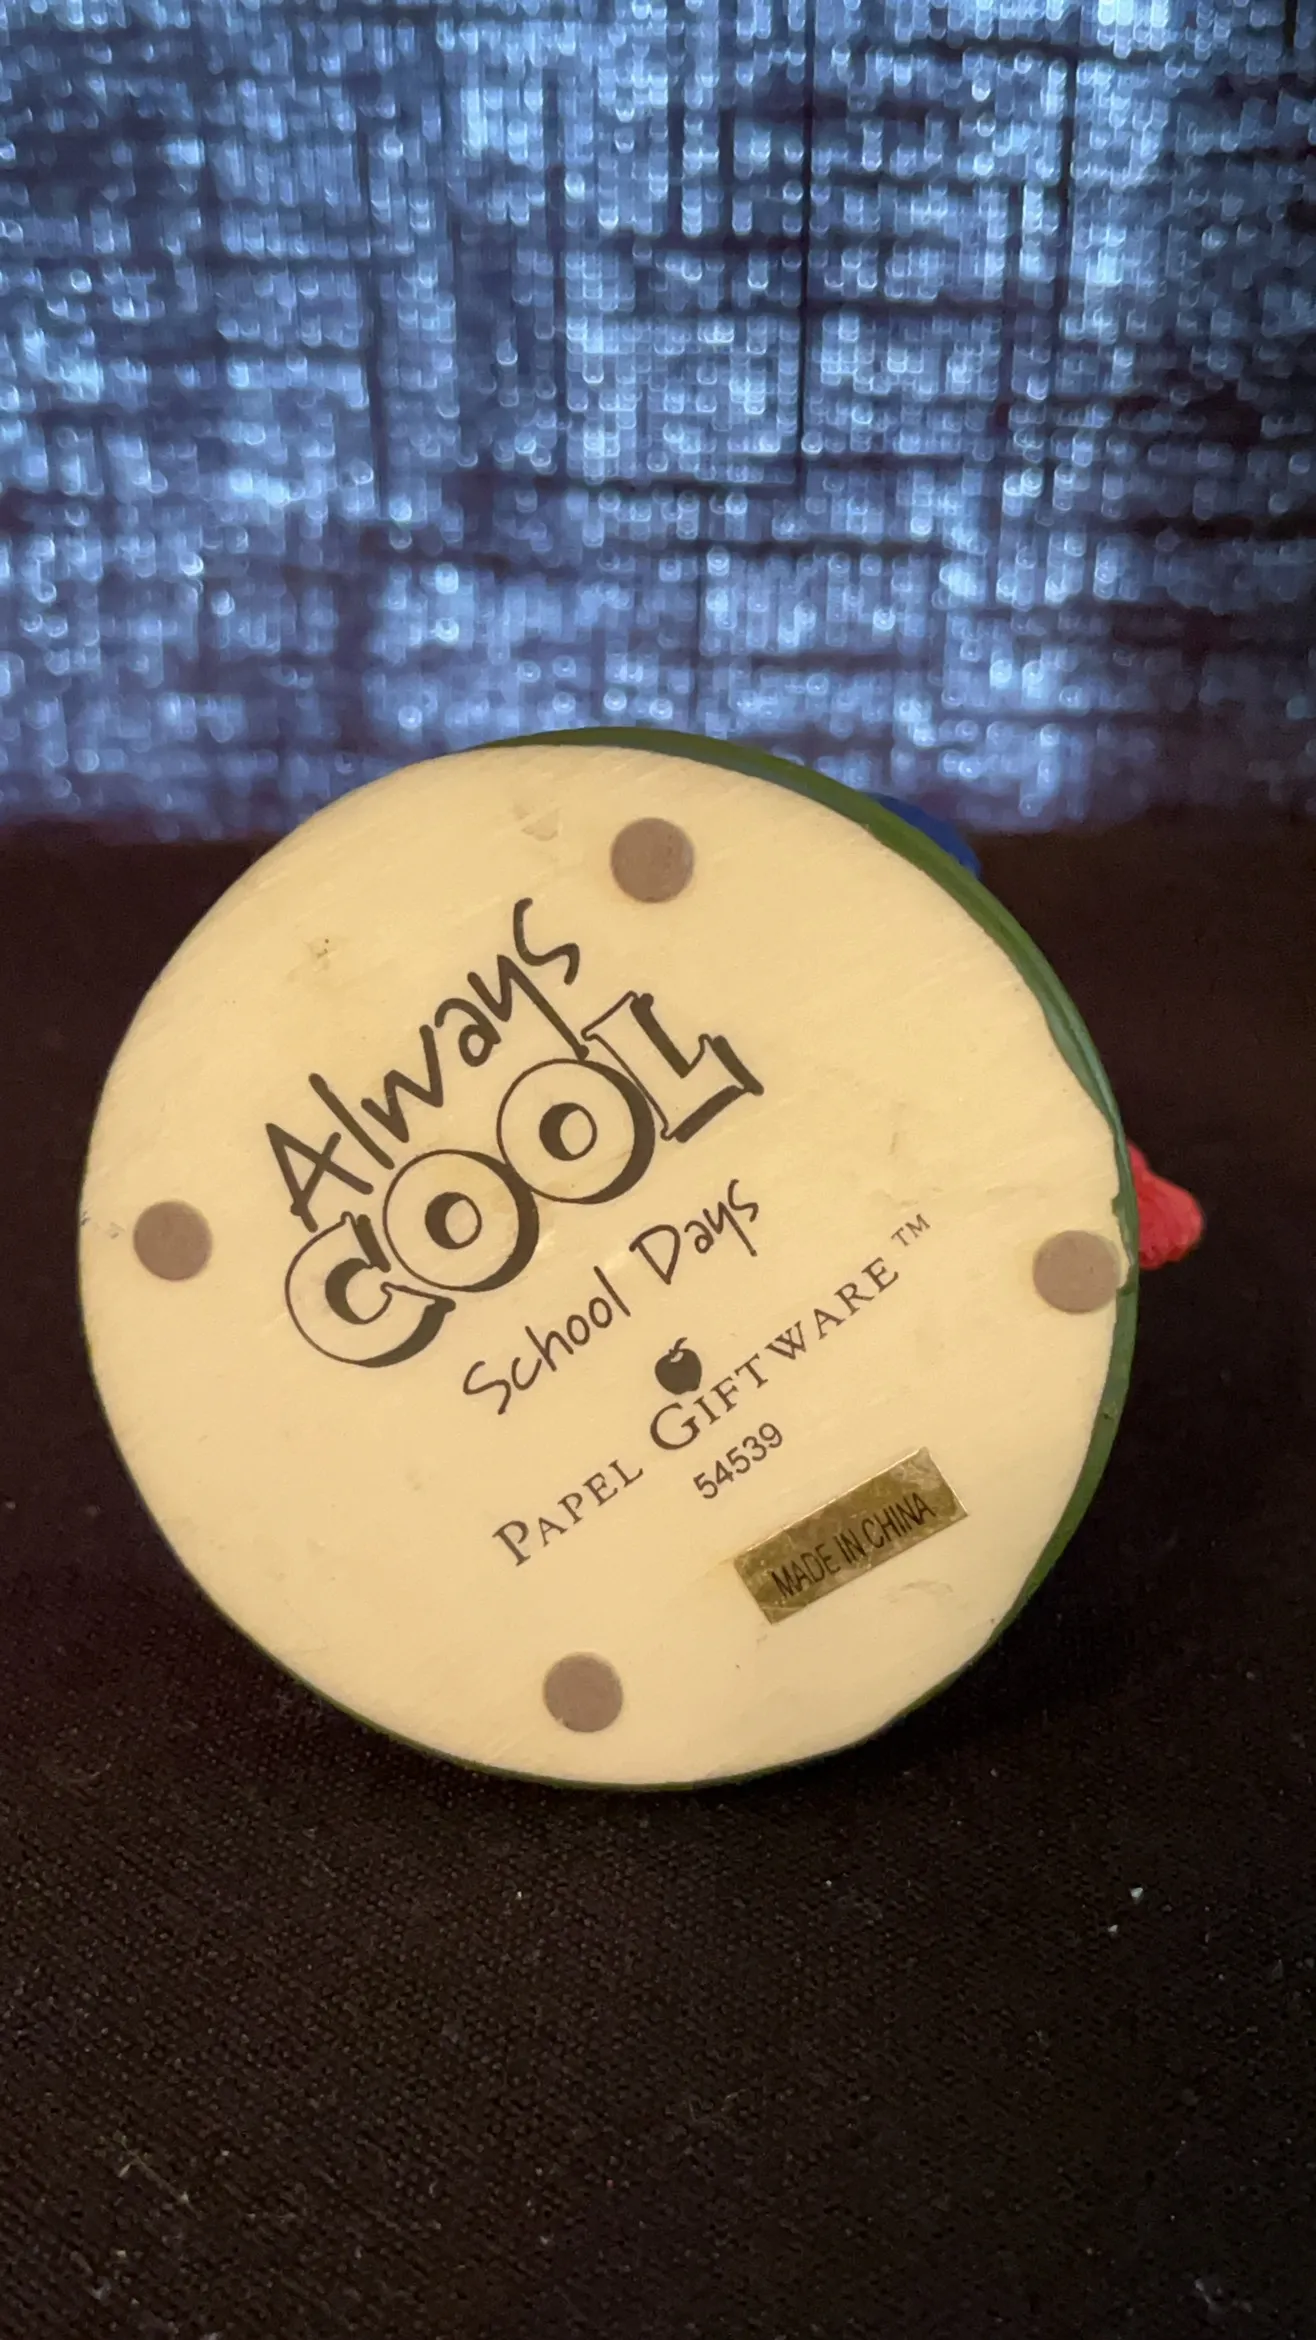 Always
COOL
School Days
PAPEL GIFTWARE™
54539
MADE IN CHINA